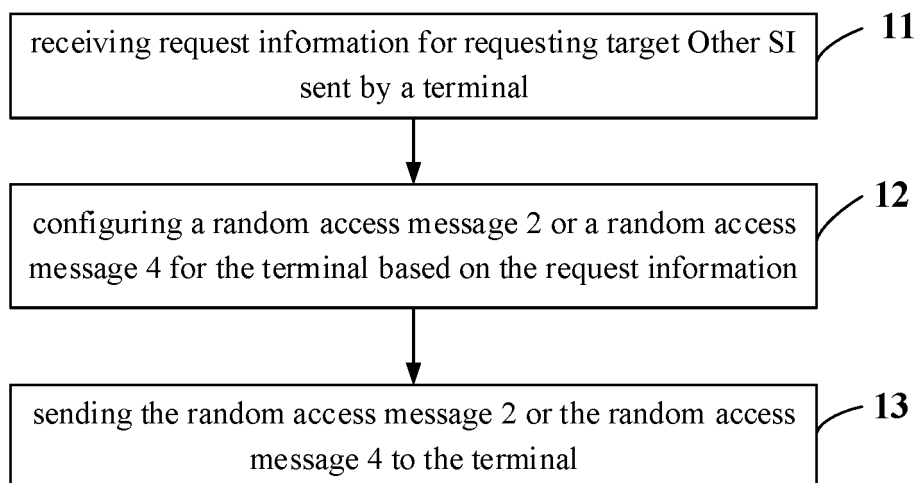 receiving request information for requesting target Other SI
sent by a terminal
11
configuring a random access message 2 or a random access
message 4 for the terminal based on the request information
12
sending the random access message 2 or the random access
message 4 to the terminal
13